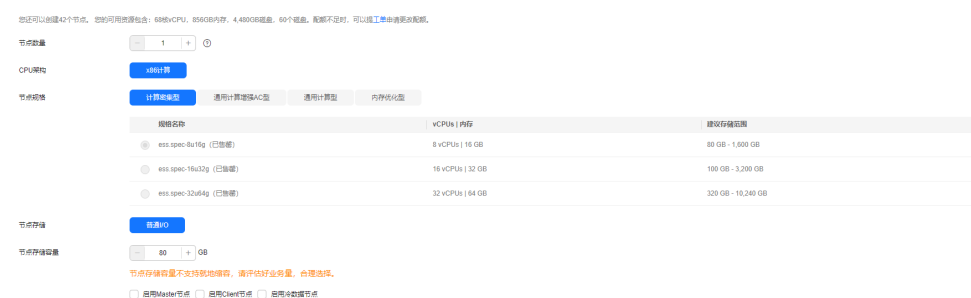 您还可以创建42个节点。 您的可用资源包含：68核vCPU、856GB内存、4,480GB磁盘、60个磁盘。配额不足时，可以提工单申请更改配额。
节点数量 - 1 +
CPU架构 x86计算
节点规格 计算密集型 通用计算增强AC型 通用计算型 内存优化型
规格名称 vCPUs | 内存 建议存储范围
ess.spec-8u16g（已售罄） 8 vCPUs | 16 GB 80 GB - 1,600 GB
ess.spec-16u32g（已售罄） 16 vCPUs | 32 GB 100 GB - 3,200 GB
ess.spec-32u64g（已售罄） 32 vCPUs | 64 GB 320 GB - 10,240 GB
节点存储 普通I/O
节点存储容量 - 80 + GB
节点存储容量不支持就地缩容，请评估好业务量，合理选择。
启用Master节点 启用Client节点 启用冷数据节点